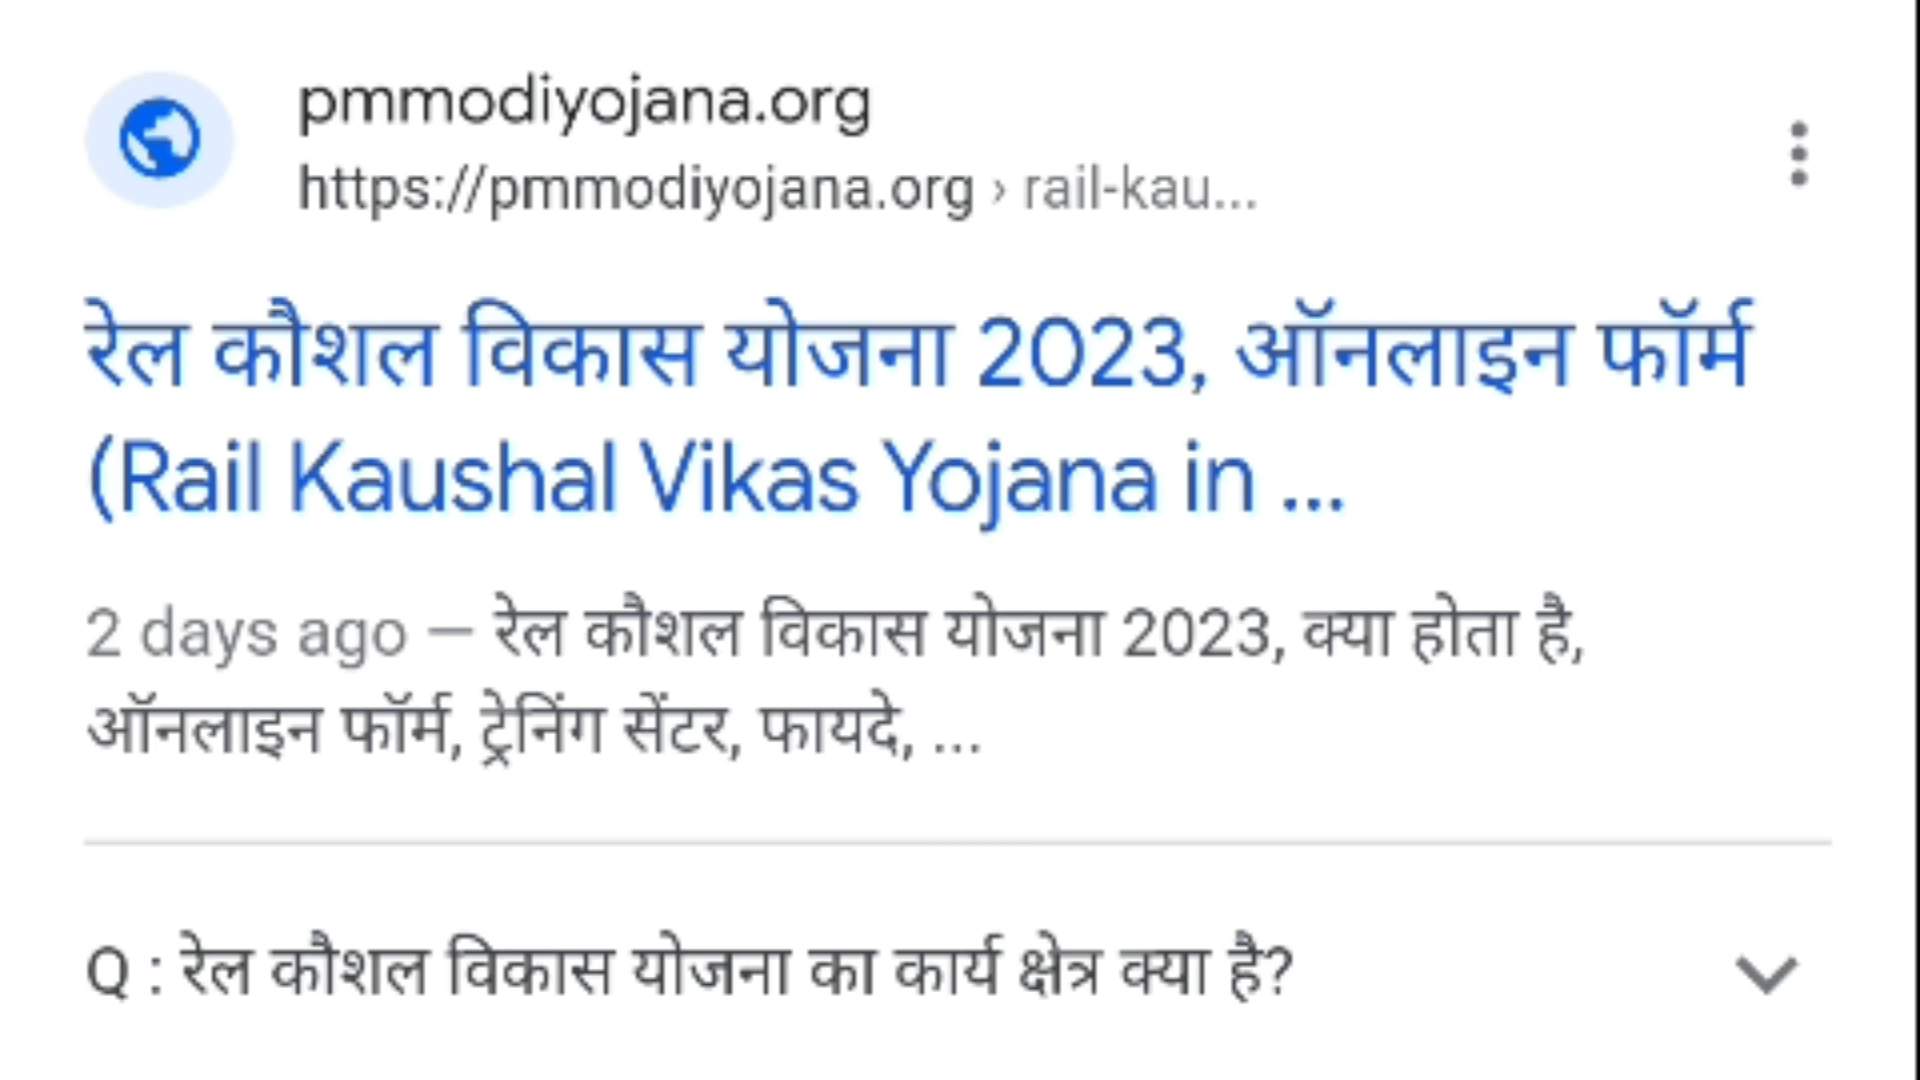 pmmodiyojana.org
https://pmmodiyojana.org › rail-kau...
रेल कौशल विकास योजना 2023, ऑनलाइन फॉर्म
(Rail Kaushal Vikas Yojana in ...
2 days ago — रेल कौशल विकास योजना 2023, क्या होता है,
ऑनलाइन फॉर्म, ट्रेनिंग सेंटर, फायदे, ...
Q : रेल कौशल विकास योजना का कार्य क्षेत्र क्या है?